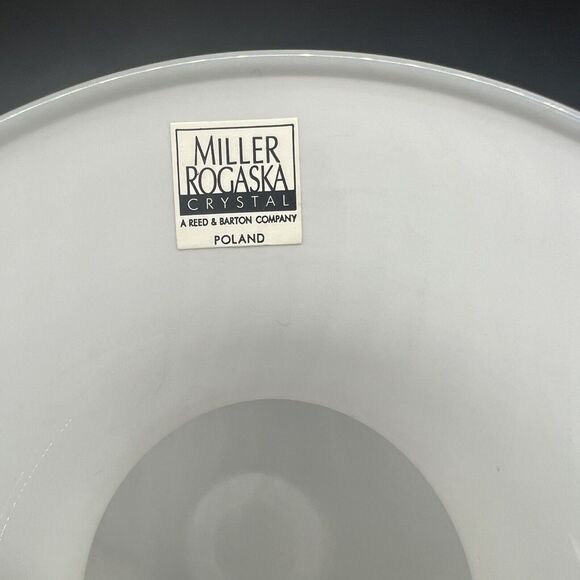 MILLER
ROGASKA
CRYSTAL
A REED & BARTON COMPANY
POLAND